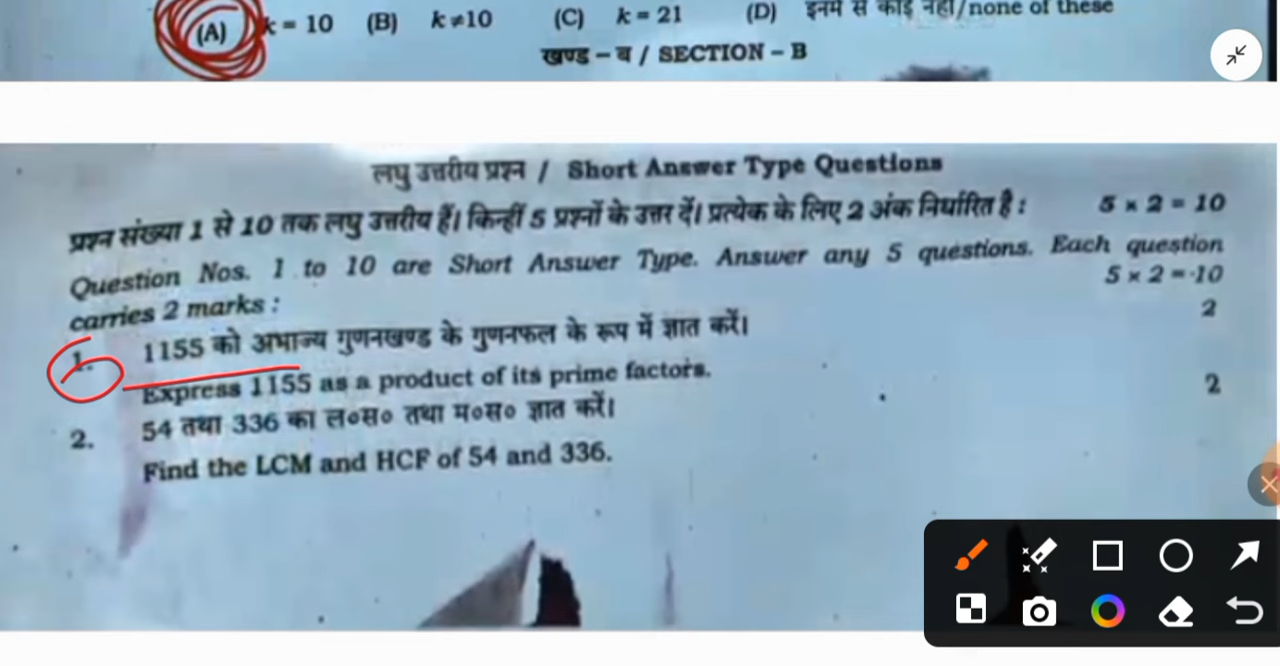 (A) k = 10 (B) k ≠ 10 (C) k = 21 (D) इनमें से कोई नहीं/none of these
खण्ड – ब / SECTION – B
लघु उत्तरीय प्रश्न / Short Answer Type Questions
प्रश्न संख्या 1 से 10 तक लघु उत्तरीय हैं। किन्हीं 5 प्रश्नों के उत्तर दें। प्रत्येक के लिए 2 अंक निर्धारित है : 5 × 2 = 10
Question Nos. 1 to 10 are Short Answer Type. Answer any 5 questions. Each question
carries 2 marks : 5 × 2 = 10
1. 1155 को अभाज्य गुणनखण्ड के गुणनफल के रूप में ज्ञात करें। 2
Express 1155 as a product of its prime factors.
2. 54 तथा 336 का ल०स० तथा म०स० ज्ञात करें। 2
Find the LCM and HCF of 54 and 336.